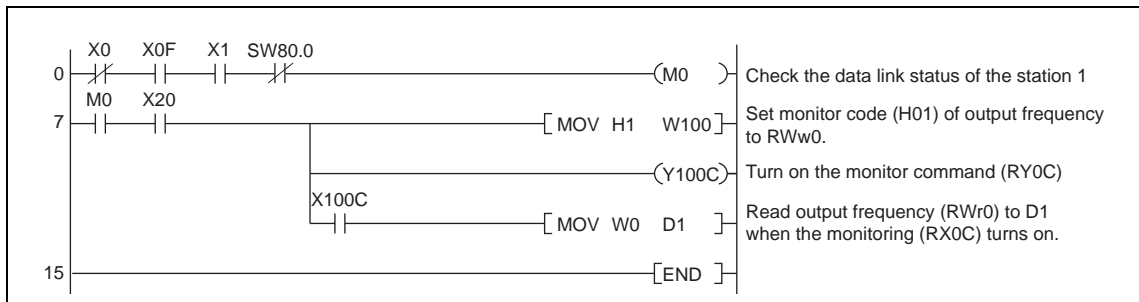 X0 X0F X1 SW80.0
0 M0 Check the data link status of the station 1
M0 X20
7 MOV H1 W100 Set monitor code (H01) of output frequency
to RWw0.
Y100C Turn on the monitor command (RY0C)
X100C
MOV W0 D1 Read output frequency (RWr0) to D1
when the monitoring (RX0C) turns on.
15 END